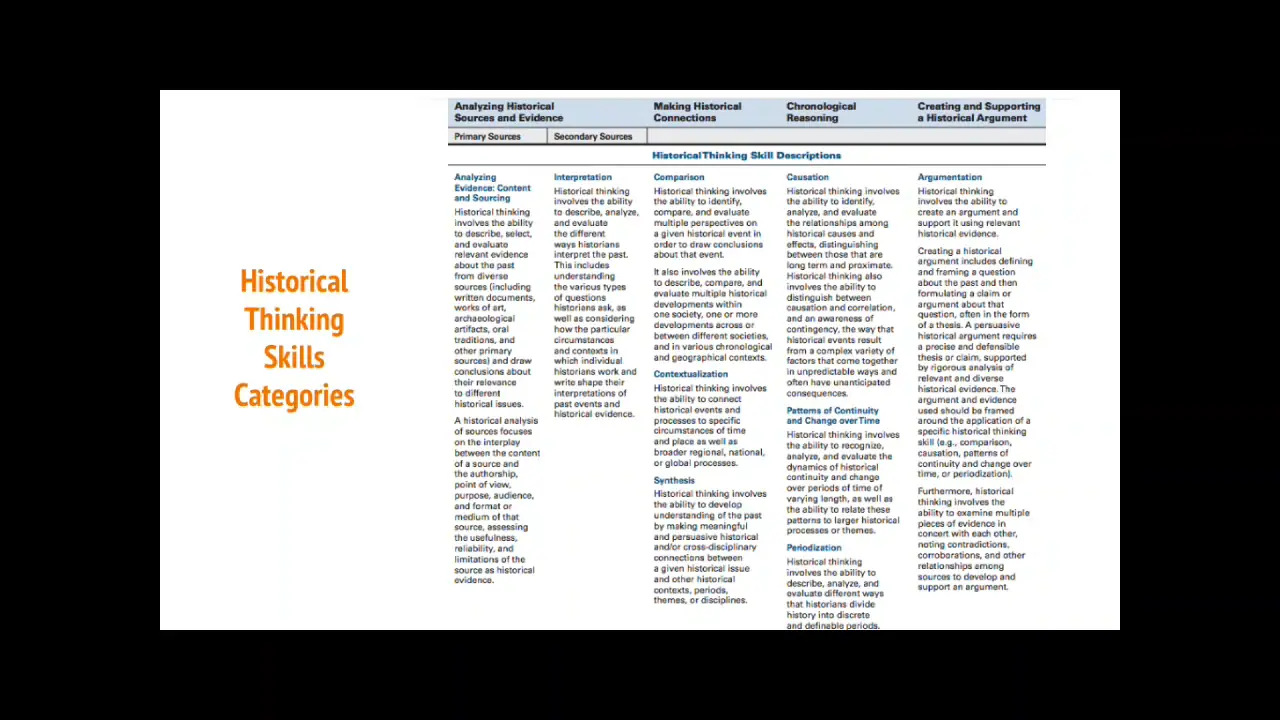 Historical
Thinking
Skills
Categories
Analyzing Historical
Sources and Evidence
Making Historical
Connections
Chronological
Reasoning
Creating and Supporting
a Historical Argument
Primary Sources
Secondary Sources
Historical Thinking Skill Descriptions
Analyzing
Evidence: Content
and Sourcing
Historical thinking
involves the ability
to describe, select,
and evaluate
relevant evidence
about the past
from diverse
sources (including
written documents,
works of art,
archaeological
artifacts, oral
traditions, and
other primary
sources) and draw
conclusions about
their relevance
to different
historical issues.
A historical analysis
of sources focuses
on the interplay
between the content
of a source and
the authorship,
point of view,
purpose, audience,
and format or
medium of that
source, assessing
the usefulness,
reliability, and
limitations of the
source as historical
evidence.
Interpretation
Historical thinking
involves the ability
to describe, analyze,
and evaluate
the different
ways historians
interpret the past.
This includes
understanding
the various types
of questions
historians ask, as
well as considering
how the particular
circumstances
and contexts in
which individual
historians work and
write shape their
interpretations of
past events and
historical evidence.
Comparison
Historical thinking involves
the ability to identify,
compare, and evaluate
multiple perspectives on
a given historical event in
order to draw conclusions
about that event.
It also involves the ability
to describe, compare, and
evaluate multiple historical
developments within
one society, one or more
developments across or
between different societies,
and in various chronological
and geographical contexts.
Contextualization
Historical thinking involves
the ability to connect
historical events and
processes to specific
circumstances of time
and place as well as
broader regional, national,
or global processes.
Synthesis
Historical thinking involves
the ability to develop
understanding of the past
by making meaningful
and persuasive historical
and/or cross-disciplinary
connections between
a given historical issue
and other historical
contexts, periods,
themes, or disciplines.
Causation
Historical thinking involves
the ability to identify,
analyze, and evaluate
the relationships among
historical causes and
effects, distinguishing
between those that are
long term and proximate.
Historical thinking also
involves the ability to
distinguish between
causation and correlation,
and an awareness of
contingency, the way that
historical events result
from a complex variety of
factors that come together
in unpredictable ways and
often have unanticipated
consequences.
Patterns of Continuity
and Change over Time
Historical thinking involves
the ability to recognize,
analyze, and evaluate the
dynamics of historical
continuity and change
over periods of time of
varying length, as well as
the ability to relate these
patterns to larger historical
processes or themes.
Periodization
Historical thinking
involves the ability to
describe, analyze, and
evaluate different ways
that historians divide
history into discrete
and definable periods.
Argumentation
Historical thinking
involves the ability to
create an argument and
support it using relevant
historical evidence.
Creating a historical
argument includes defining
and framing a question
about the past and then
formulating a claim or
argument about that
question, often in the form
of a thesis. A persuasive
historical argument requires
a precise and defensible
thesis or claim, supported
by rigorous analysis of
relevant and diverse
historical evidence. The
argument and evidence
used should be framed
around the application of a
specific historical thinking
skill (e.g., comparison,
causation, patterns of
continuity and change over
time, or periodization).
Furthermore, historical
thinking involves the
ability to examine multiple
pieces of evidence in
concert with each other,
noting contradictions,
corroborations, and other
relationships among
sources to develop and
support an argument.